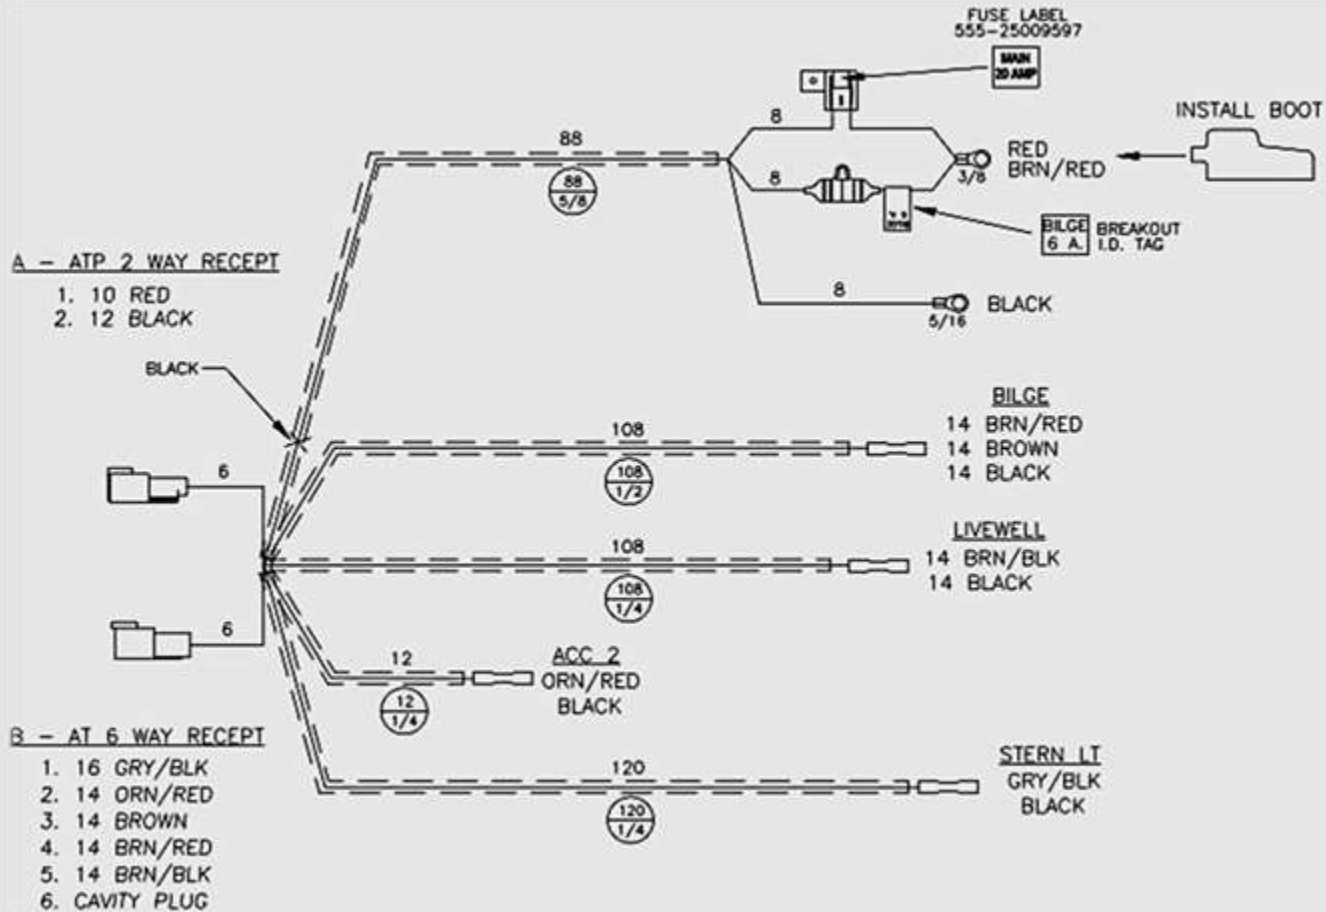 FUSE LABEL
555-25009597
MAIN
20 AMP
INSTALL BOOT
8
88
88
5/8
8
3/8
RED
BRN/RED
BILGE
6 A.
BREAKOUT
I.D. TAG
A - ATP 2 WAY RECEPT
1. 10 RED
2. 12 BLACK
8
5/16
BLACK
BLACK
BILGE
14 BRN/RED
14 BROWN
14 BLACK
108
108
1/2
6
LIVEWELL
14 BRN/BLK
14 BLACK
108
108
1/4
6
ACC 2
ORN/RED
BLACK
12
12
1/4
B - AT 6 WAY RECEPT
1. 16 GRY/BLK
2. 14 ORN/RED
3. 14 BROWN
4. 14 BRN/RED
5. 14 BRN/BLK
6. CAVITY PLUG
STERN LT
GRY/BLK
BLACK
120
120
1/4